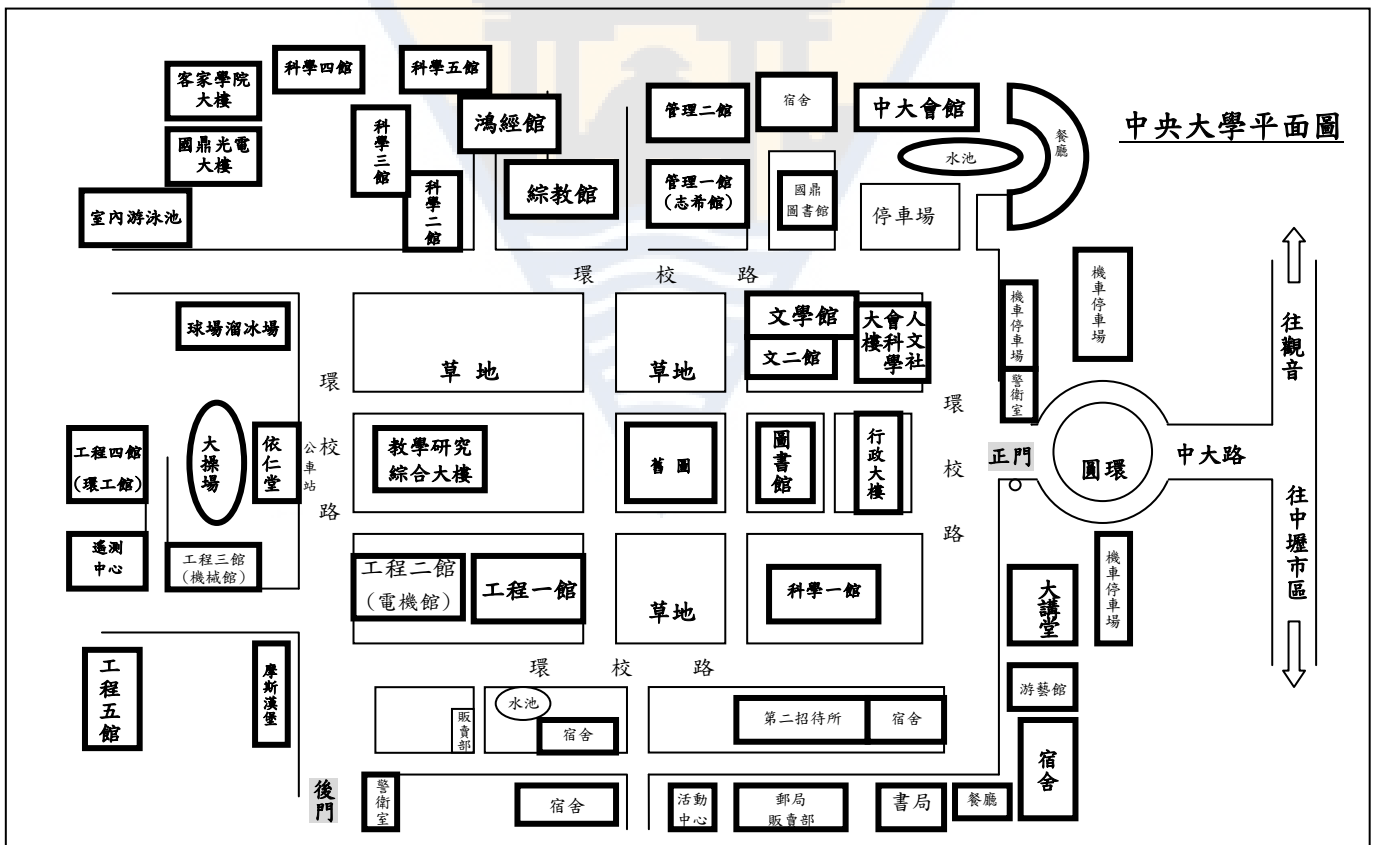 中央大學平面圖
客家學院
大樓
科學四館
科學五館
國鼎光電
大樓
科學三館
科學二館
鴻經館
綜教館
室內游泳池
管理二館
管理一館
(志希館)
宿舍
國鼎
圖書館
中大會館
水池
餐廳
停車場
環校路
機車停車場
機車停車場
警衛室
往觀音
球場溜冰場
草地
草地
文學館
文二館
人文社
會科學
大樓
環校路
環校路
工程四館
(環工館)
大操場
依仁堂
公車站
教學研究
綜合大樓
舊圖
圖書館
行政大樓
正門
圓環
中大路
往中壢市區
遙測
中心
工程三館
(機械館)
工程二館
(電機館)
工程一館
草地
科學一館
大講堂
機車停車場
環校路
工程五館
摩斯漢堡
販賣部
水池
宿舍
第二招待所
宿舍
游藝館
宿舍
後門
警衛室
宿舍
活動
中心
郵局
販賣部
書局
餐廳